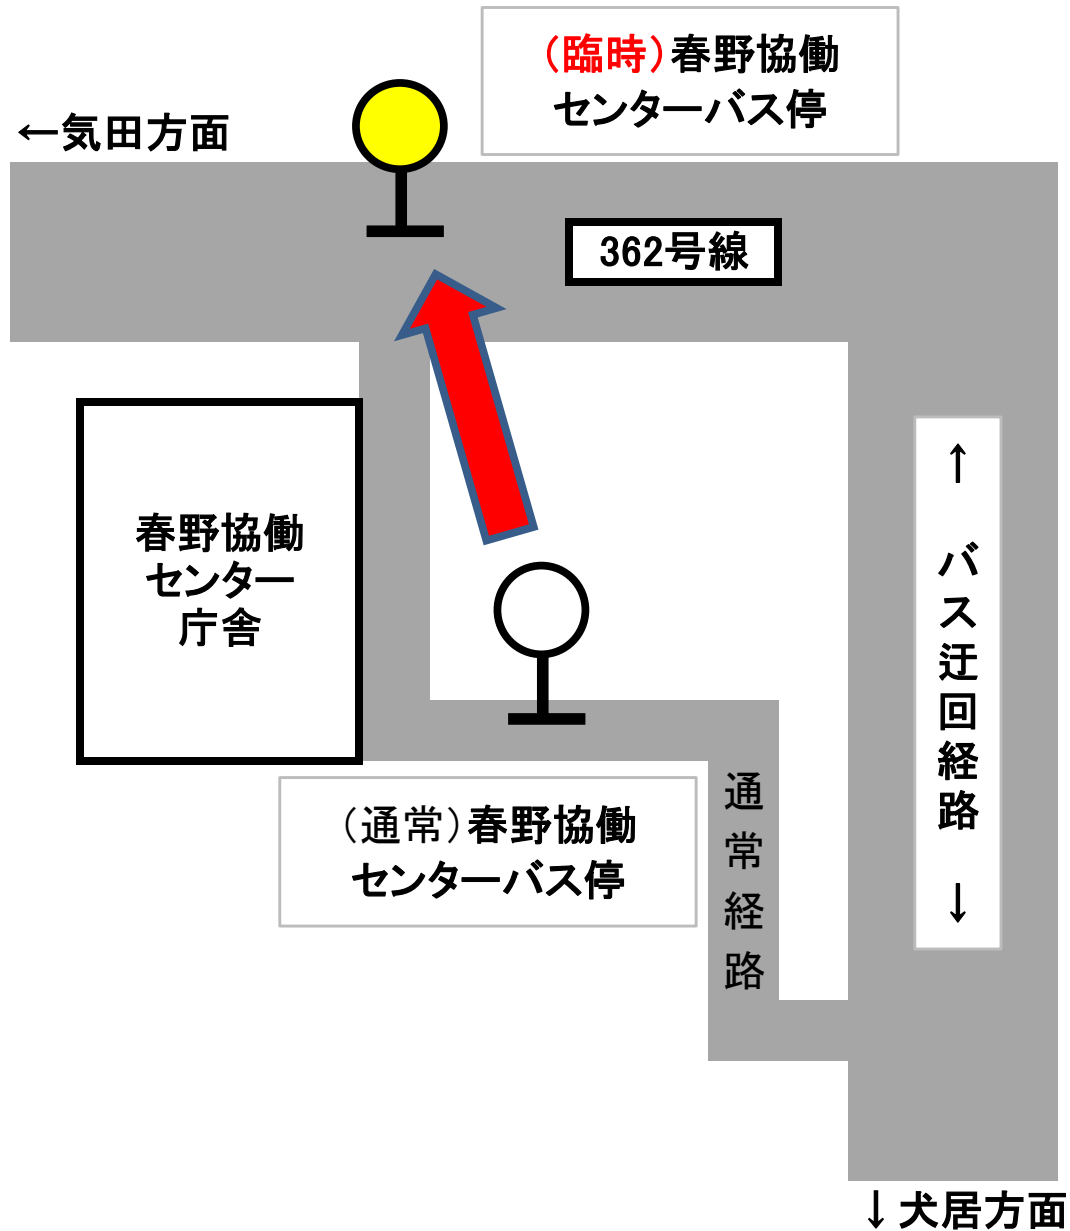 （臨時）春野協働
センターバス停
←気田方面
362号線
春野協働
センター
庁舎
（通常）春野協働
センターバス停
通常経路
← バス迂回経路 →
↓犬居方面